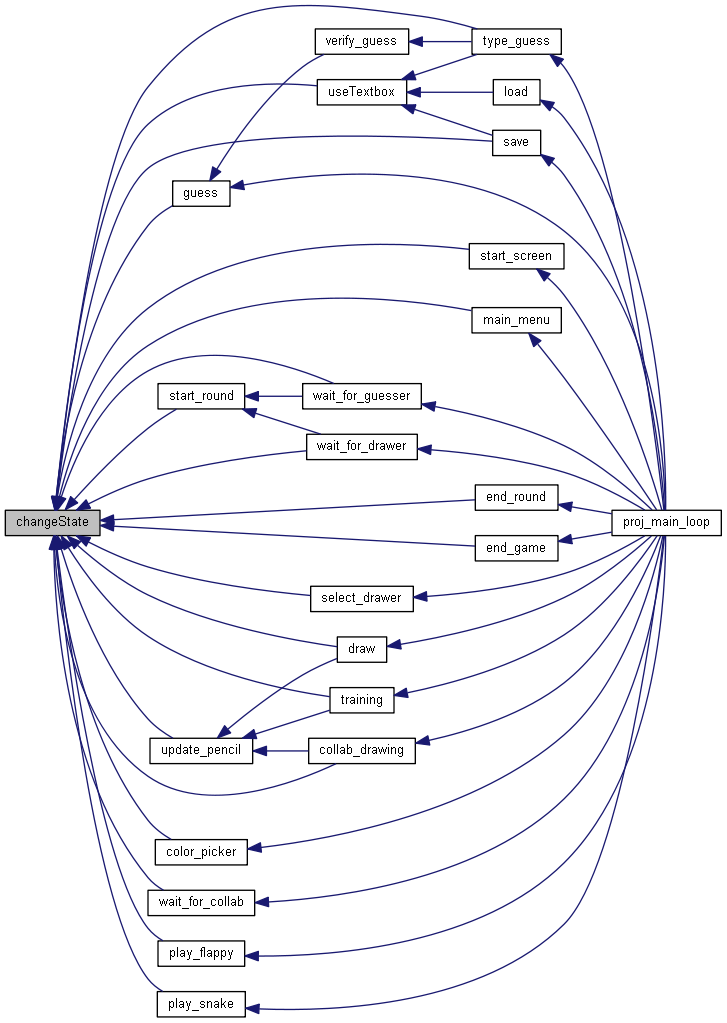 verify_guess
type_guess
useTextbox
load
save
guess
start_screen
main_menu
start_round
wait_for_guesser
wait_for_drawer
end_round
changeState
proj_main_loop
end_game
select_drawer
draw
training
update_pencil
collab_drawing
color_picker
wait_for_collab
play_flappy
play_snake